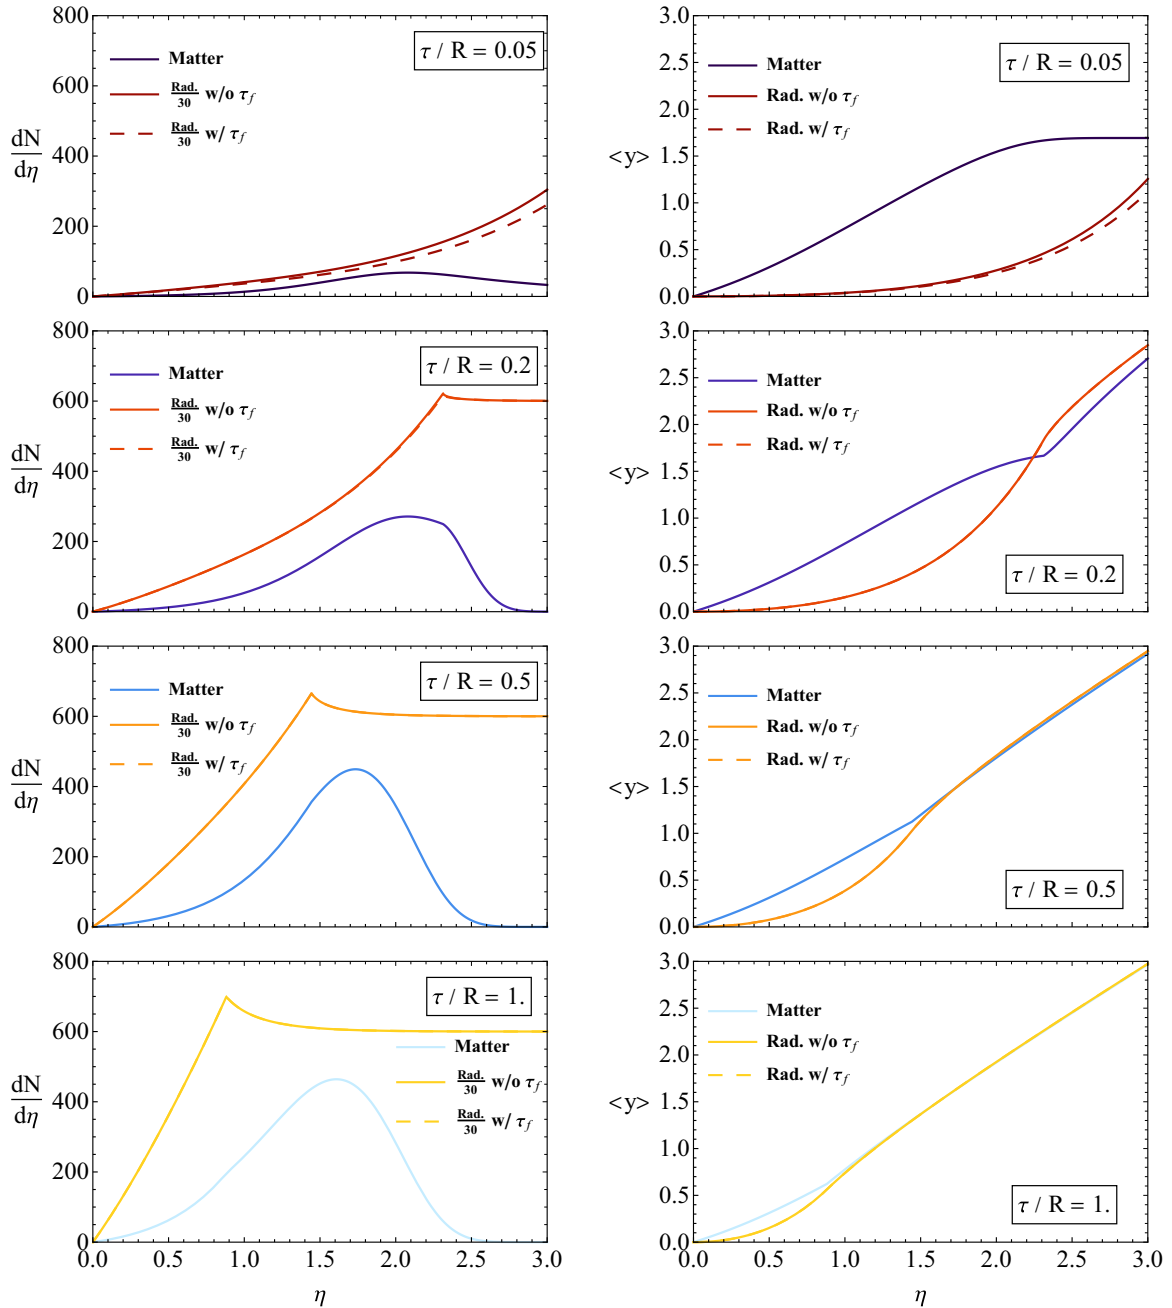 800
600
400
200
0
dN
dη
Matter
Rad.
30
w/o τf
Rad.
30
w/ τf
τ / R = 0.05
3.0
2.5
2.0
1.5
1.0
0.5
0.0
<y>
Matter
Rad. w/o τf
Rad. w/ τf
τ / R = 0.05
800
600
400
200
0
dN
dη
Matter
Rad.
30
w/o τf
Rad.
30
w/ τf
τ / R = 0.2
3.0
2.5
2.0
1.5
1.0
0.5
0.0
<y>
Matter
Rad. w/o τf
Rad. w/ τf
τ / R = 0.2
800
600
400
200
0
dN
dη
Matter
Rad.
30
w/o τf
Rad.
30
w/ τf
τ / R = 0.5
3.0
2.5
2.0
1.5
1.0
0.5
0.0
<y>
Matter
Rad. w/o τf
Rad. w/ τf
τ / R = 0.5
800
600
400
200
0
dN
dη
τ / R = 1.
Matter
Rad.
30
w/o τf
Rad.
30
w/ τf
0.0 0.5 1.0 1.5 2.0 2.5 3.0
η
3.0
2.5
2.0
1.5
1.0
0.5
0.0
<y>
Matter
Rad. w/o τf
Rad. w/ τf
τ / R = 1.
0.0 0.5 1.0 1.5 2.0 2.5 3.0
η